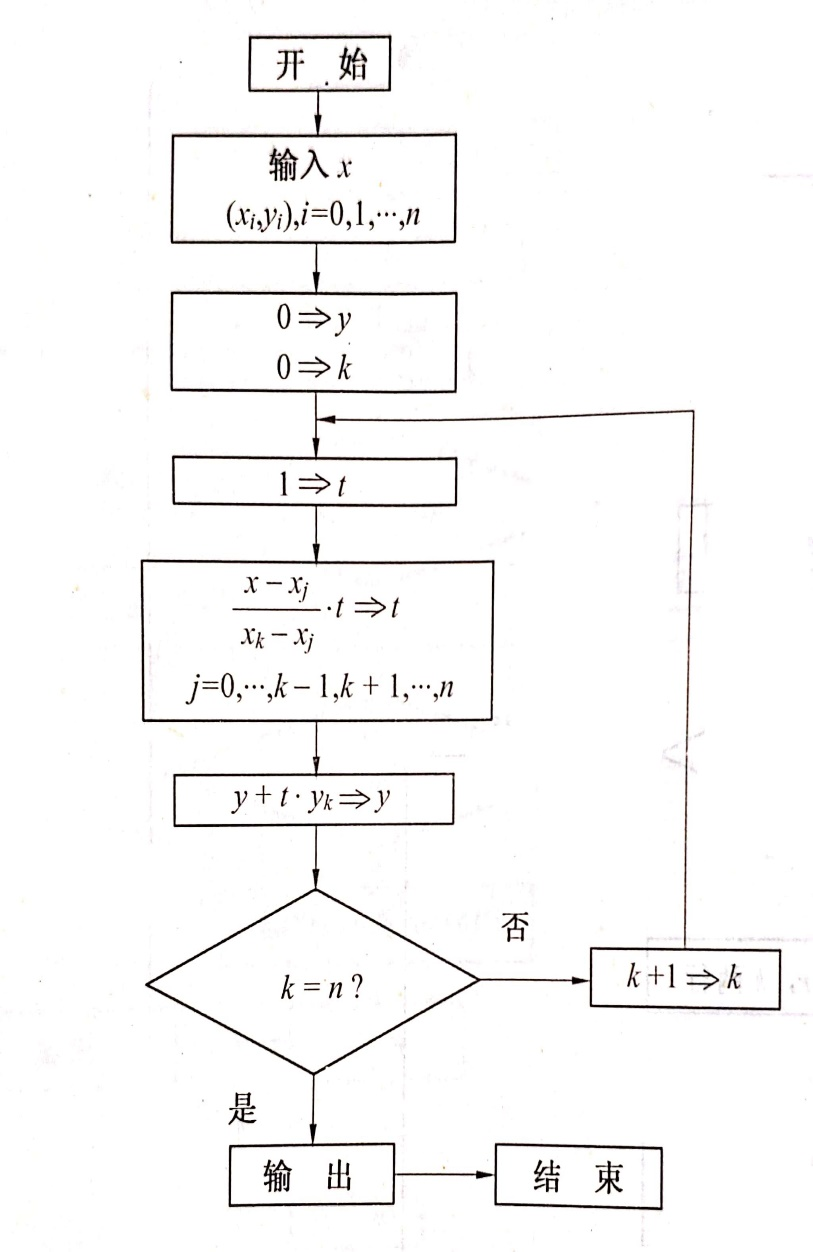 开 始
输入 x
(xᵢ,yᵢ),i=0,1,···,n
0⇒y
0⇒k
1⇒t
x − xⱼ
―――― ·t⇒t
xₖ − xⱼ
j=0,···,k−1,k+1,···,n
y+t·yₖ⇒y
k=n?
否
k+1⇒k
是
输 出
结 束